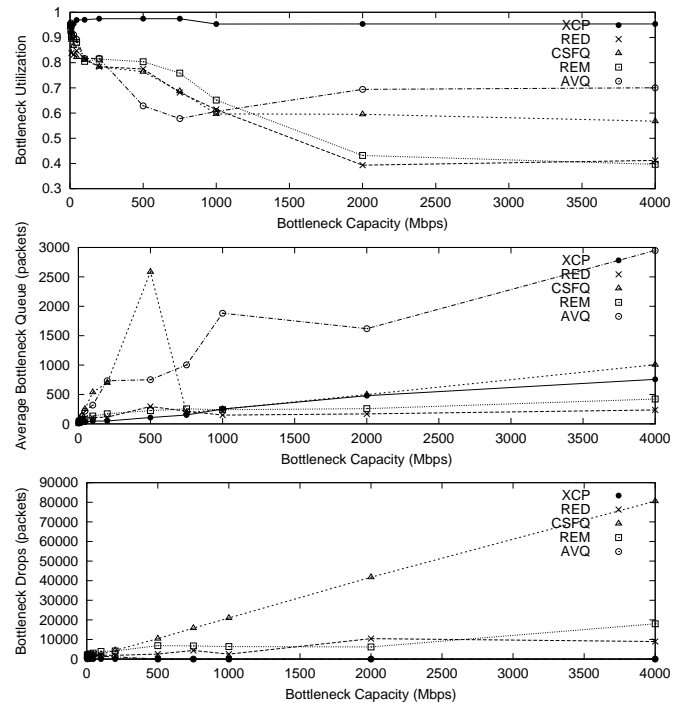 1
0.9
0.8
0.7
0.6
0.5
0.4
0.3
Bottleneck Utilization
XCP
RED
CSFQ
REM
AVQ
0 500 1000 1500 2000 2500 3000 3500 4000
Bottleneck Capacity (Mbps)
3000
2500
2000
1500
1000
500
0
Average Bottleneck Queue (packets)
XCP
RED
CSFQ
REM
AVQ
500 1000 1500 2000 2500 3000 3500 4000
Bottleneck Capacity (Mbps)
90000
80000
70000
60000
50000
40000
30000
20000
10000
0
Bottleneck Drops (packets)
XCP
RED
CSFQ
REM
AVQ
0 500 1000 1500 2000 2500 3000 3500 4000
Bottleneck Capacity (Mbps)